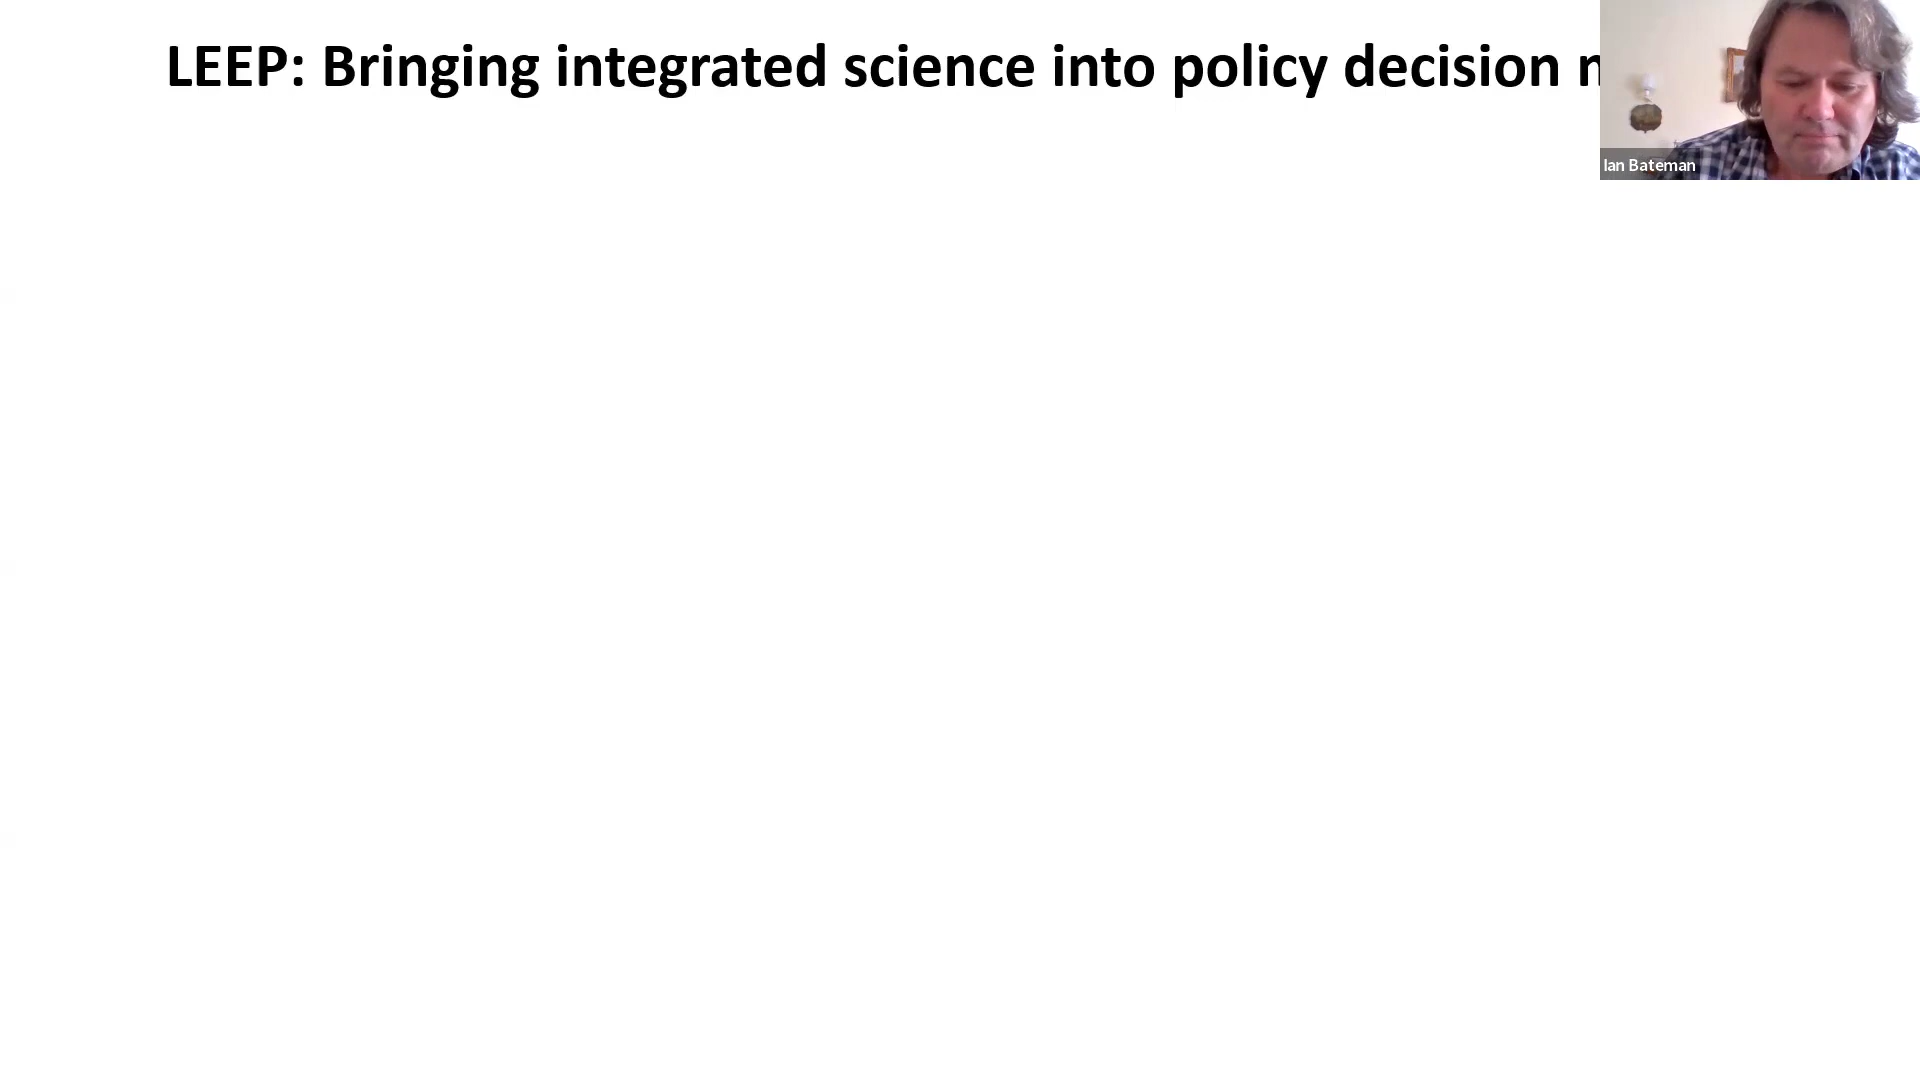 LEEP: Bringing integrated science into policy decision
Ian Bateman